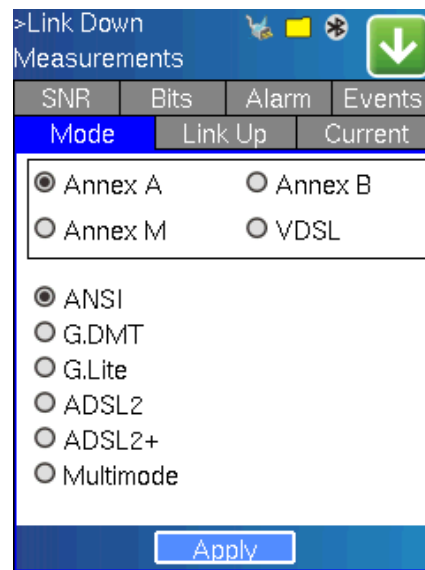 >Link Down
Measurements
SNR Bits Alarm Events
Mode Link Up Current
Annex A Annex B
Annex M VDSL
ANSI
G.DMT
G.Lite
ADSL2
ADSL2+
Multimode
Apply